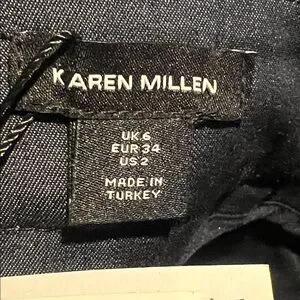 KAREN MILLEN
UK 6
EUR 34
US 2
MADE IN
TURKEY